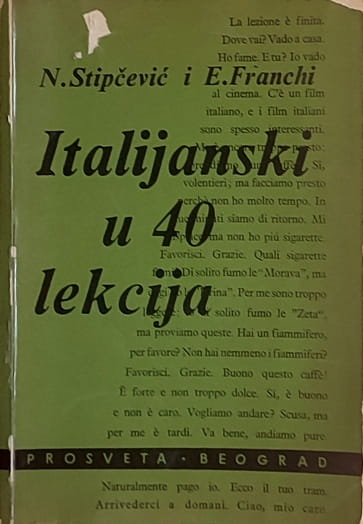 La lezione è finita.
Dove vai? Vado a casa.
Ho fame. E tu? Io vado
N. Stipčević i E. Franchi
al cinema. C'è un film
italiano, e i film italiani
sono spesso interessanti.
Italijanski
Sì,
volentieri, ma facciamo presto
perchè non ho molto tempo. In
u 40
siamo di ritorno. Mi
ma non ho più sigarette.
Favorisci. Grazie. Quali sigarette
lekcija
Di solito fumo le "Morava", ma
Per me sono troppo
solito fumo le "Zeta",
ma proviamo queste. Hai un fiammifero,
per favore? Non hai nemmeno i fiammiferi?
Favorisci. Grazie. Buono questo caffè!
È forte e non troppo dolce. Sì, è buono
e non è caro. Vogliamo andare? Scusa, ma
per me è tardi. Va bene, andiamo pure
PROSVETA · BEOGRAD
Naturalmente pago io. Ecco il tuo tram.
Arrivederci a domani. Ciao, mio caro